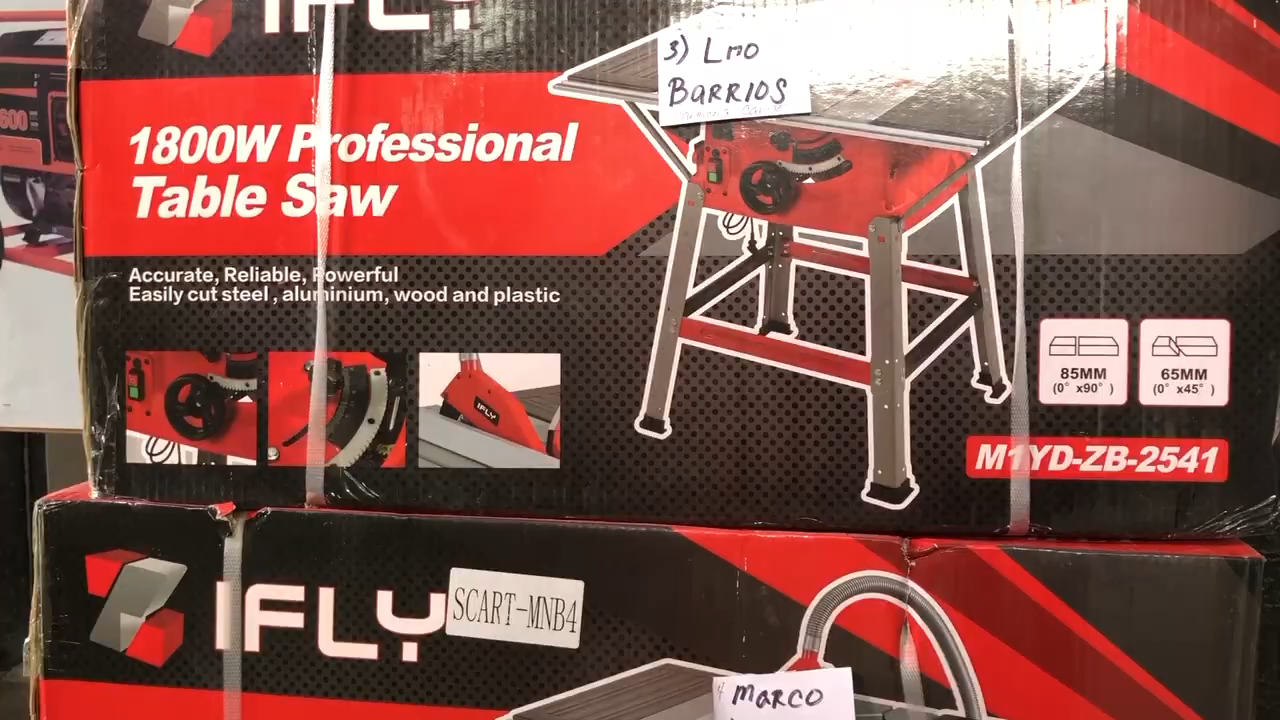 IFLY
3) Lmo
Barrios
600
1800W Professional
Table Saw
Accurate, Reliable, Powerful
Easily cut steel , aluminium, wood and plastic
IFLY
85MM
(0° x90° )
65MM
(0° x45° )
M1YD-ZB-2541
IFLY
SCART-MNB4
Marco